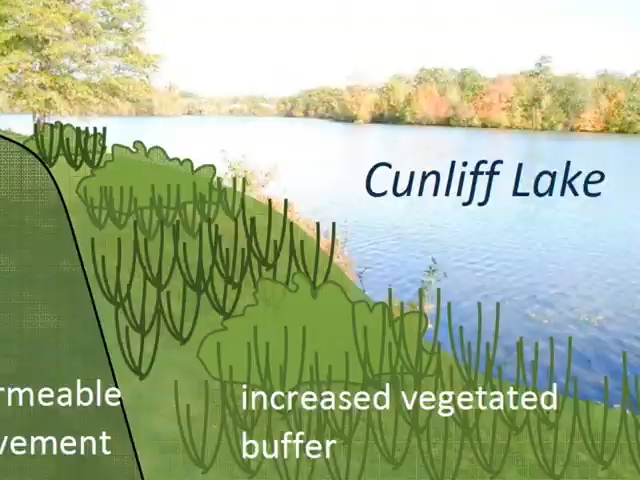 Cunliff Lake
rmeable
vement
increased vegetated
buffer